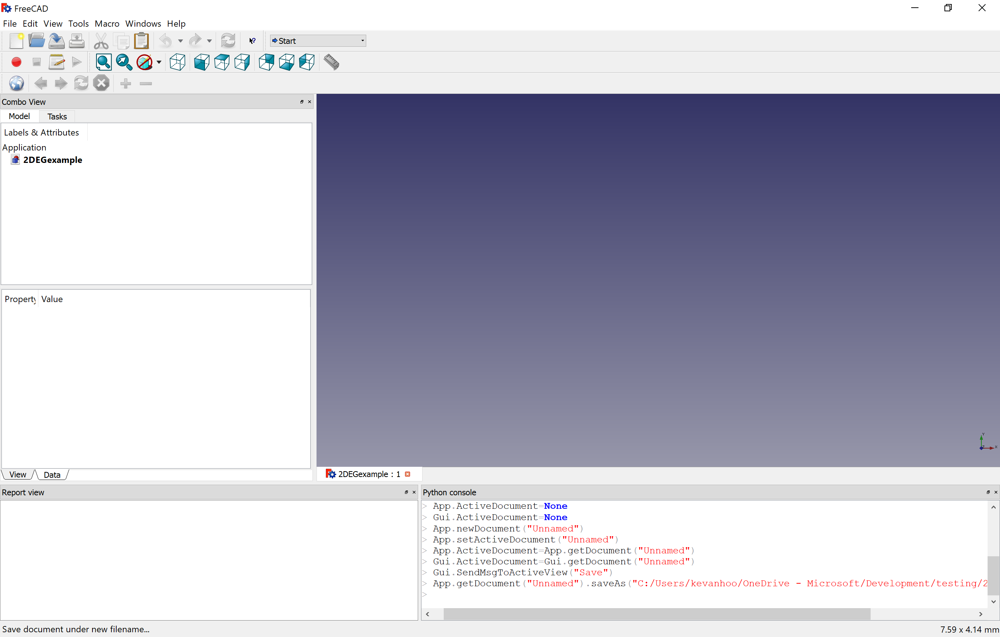 FreeCAD
File Edit View Tools Macro Windows Help
Start
Combo View
Model Tasks
Labels & Attributes
Application
2DEGexample
Property Value
View Data
Y
Z X
2DEGexample : 1
Report view
Python console
> App.ActiveDocument=None
> Gui.ActiveDocument=None
> App.newDocument("Unnamed")
> App.setActiveDocument("Unnamed")
> App.ActiveDocument=App.getDocument("Unnamed")
> Gui.ActiveDocument=Gui.getDocument("Unnamed")
> Gui.SendMsgToActiveView("Save")
> App.getDocument("Unnamed").saveAs("C:/Users/kevanhoo/OneDrive - Microsoft/Development/testing/2
>
Save document under new filename...
7.59 x 4.14 mm